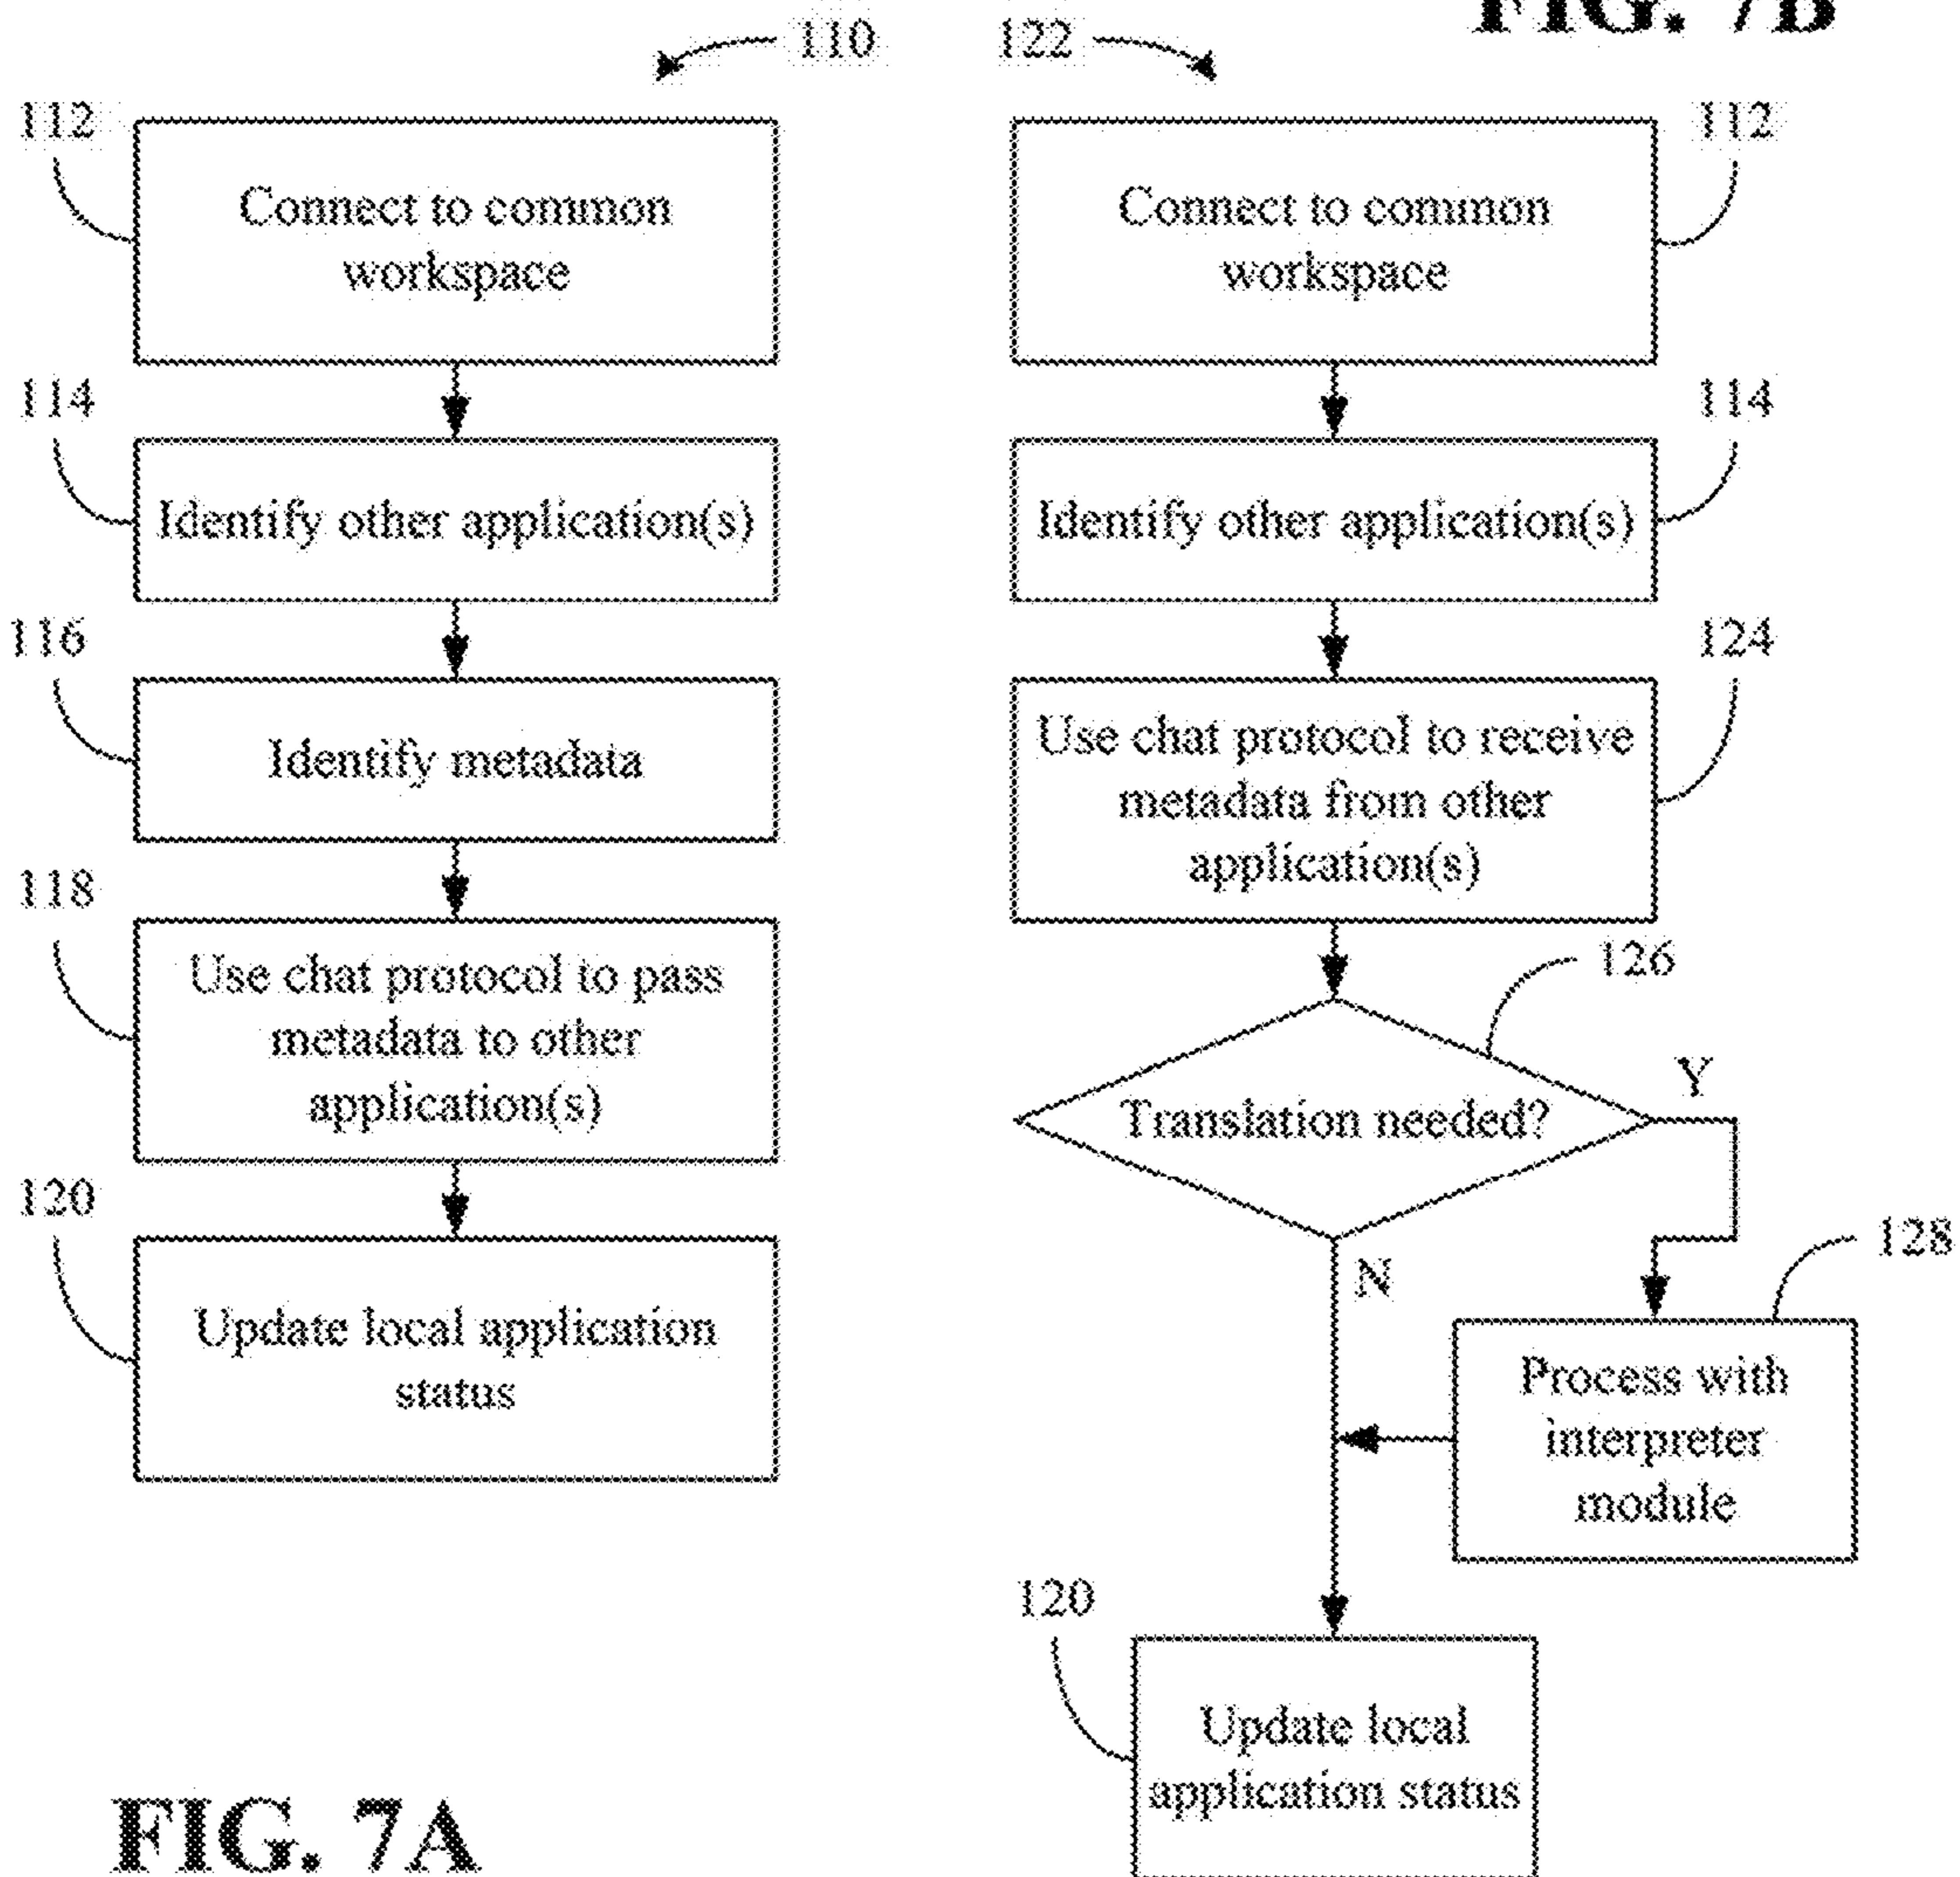 FIG. 7B
110
122
112
Connect to common
workspace
114
Identify other application(s)
116
Identify metadata
118
Use chat protocol to pass
metadata to other
application(s)
120
Update local application
status
FIG. 7A
112
Connect to common
workspace
114
Identify other application(s)
124
Use chat protocol to receive
metadata from other
application(s)
126
Translation needed?
Y
N
128
Process with
interpreter
module
120
Update local
application status